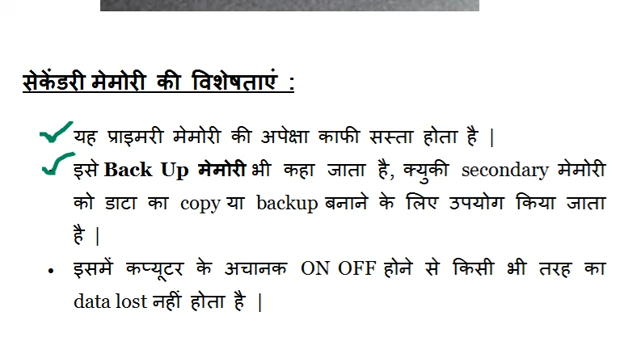 सेकेंडरी मेमोरी की विशेषताएं :
यह प्राइमरी मेमोरी की अपेक्षा काफी सस्ता होता है |
इसे Back Up मेमोरी भी कहा जाता है, क्युकी secondary मेमोरी
को डाटा का copy या backup बनाने के लिए उपयोग किया जाता
है |
• इसमें कप्यूटर के अचानक ON OFF होने से किसी भी तरह का
data lost नहीं होता है |